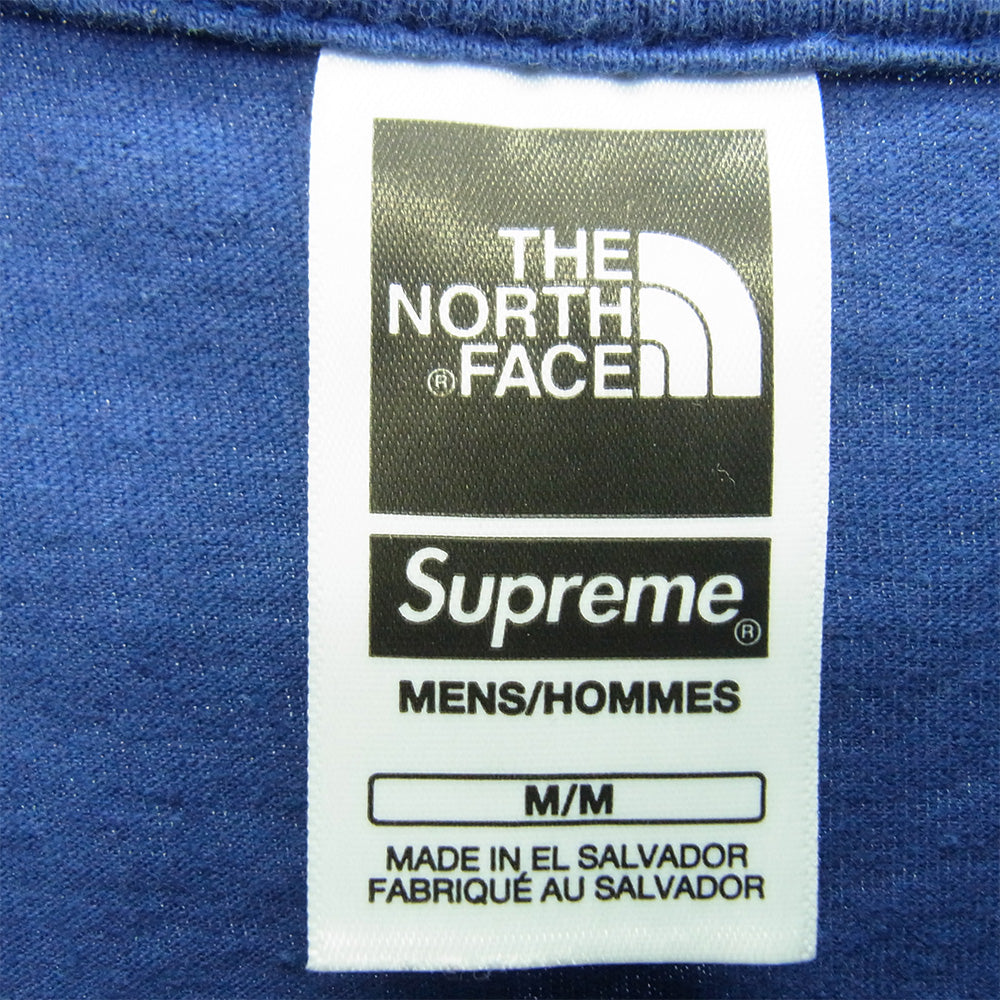 THE
NORTH
®FACE
Supreme®
MENS/HOMMES
M/M
MADE IN EL SALVADOR
FABRIQUÉ AU SALVADOR